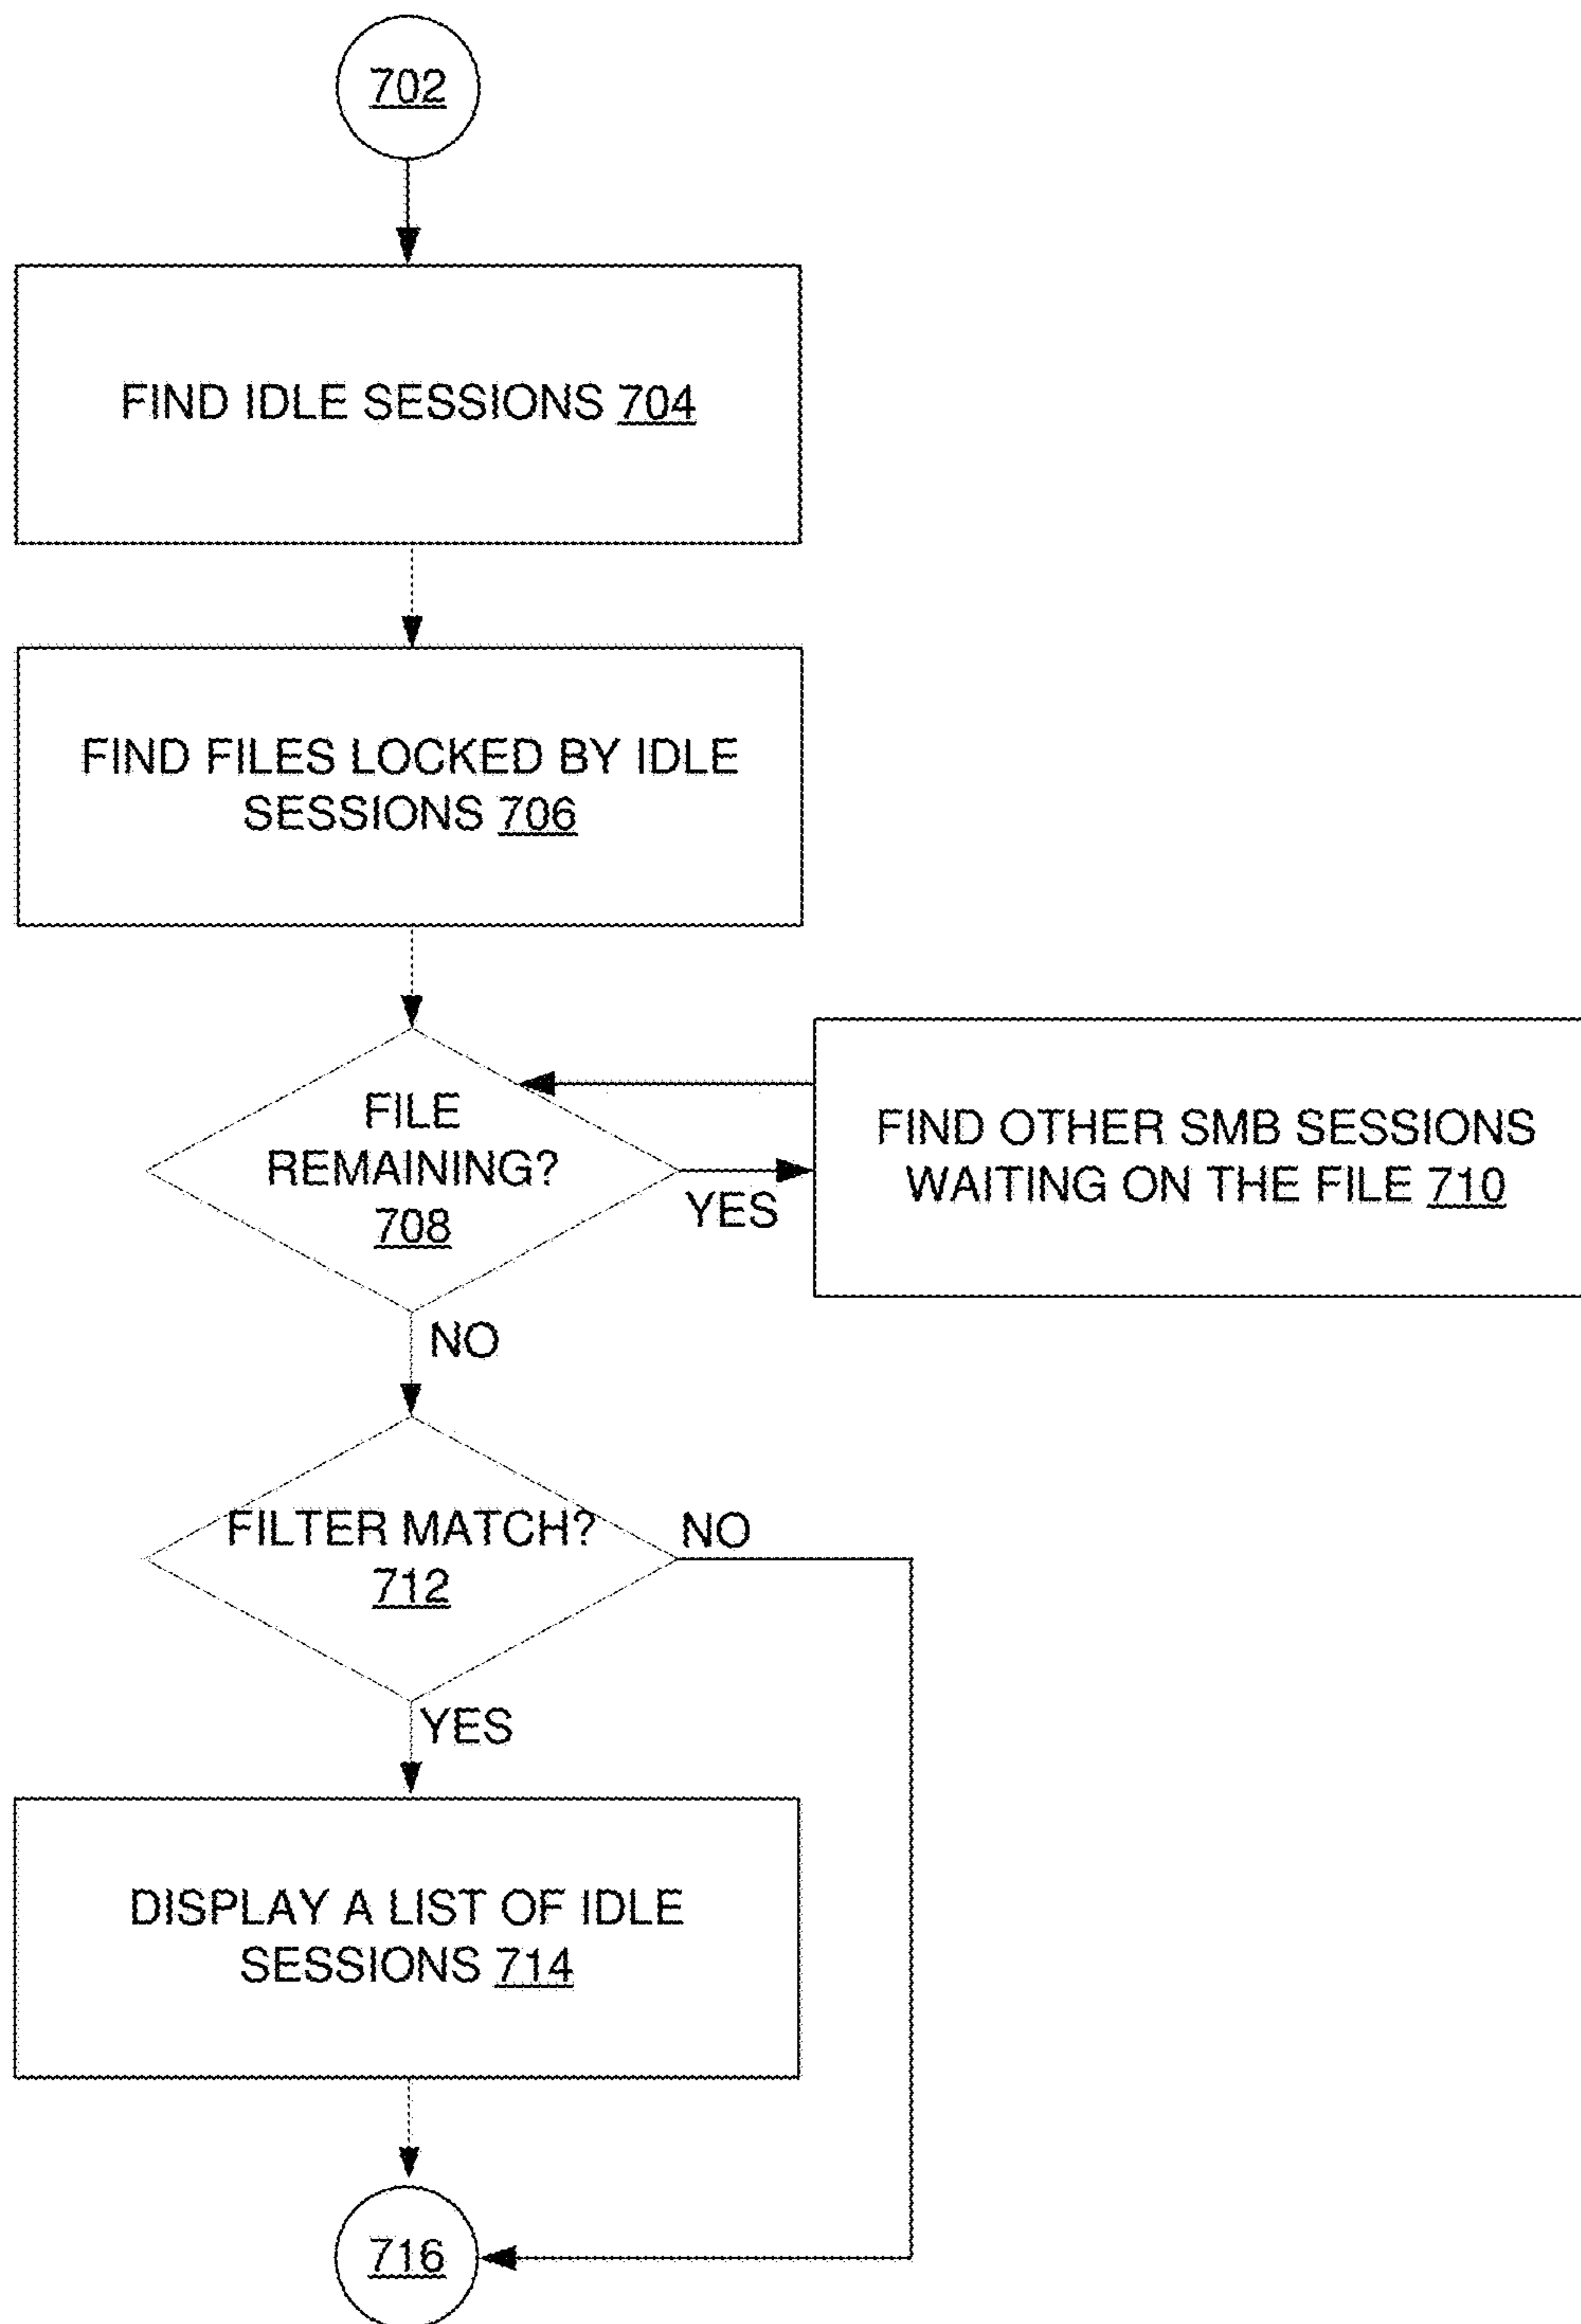 702
FIND IDLE SESSIONS 704
FIND FILES LOCKED BY IDLE
SESSIONS 706
FILE
REMAINING?
708
YES
FIND OTHER SMB SESSIONS
WAITING ON THE FILE 710
NO
FILTER MATCH?
712
NO
YES
DISPLAY A LIST OF IDLE
SESSIONS 714
716